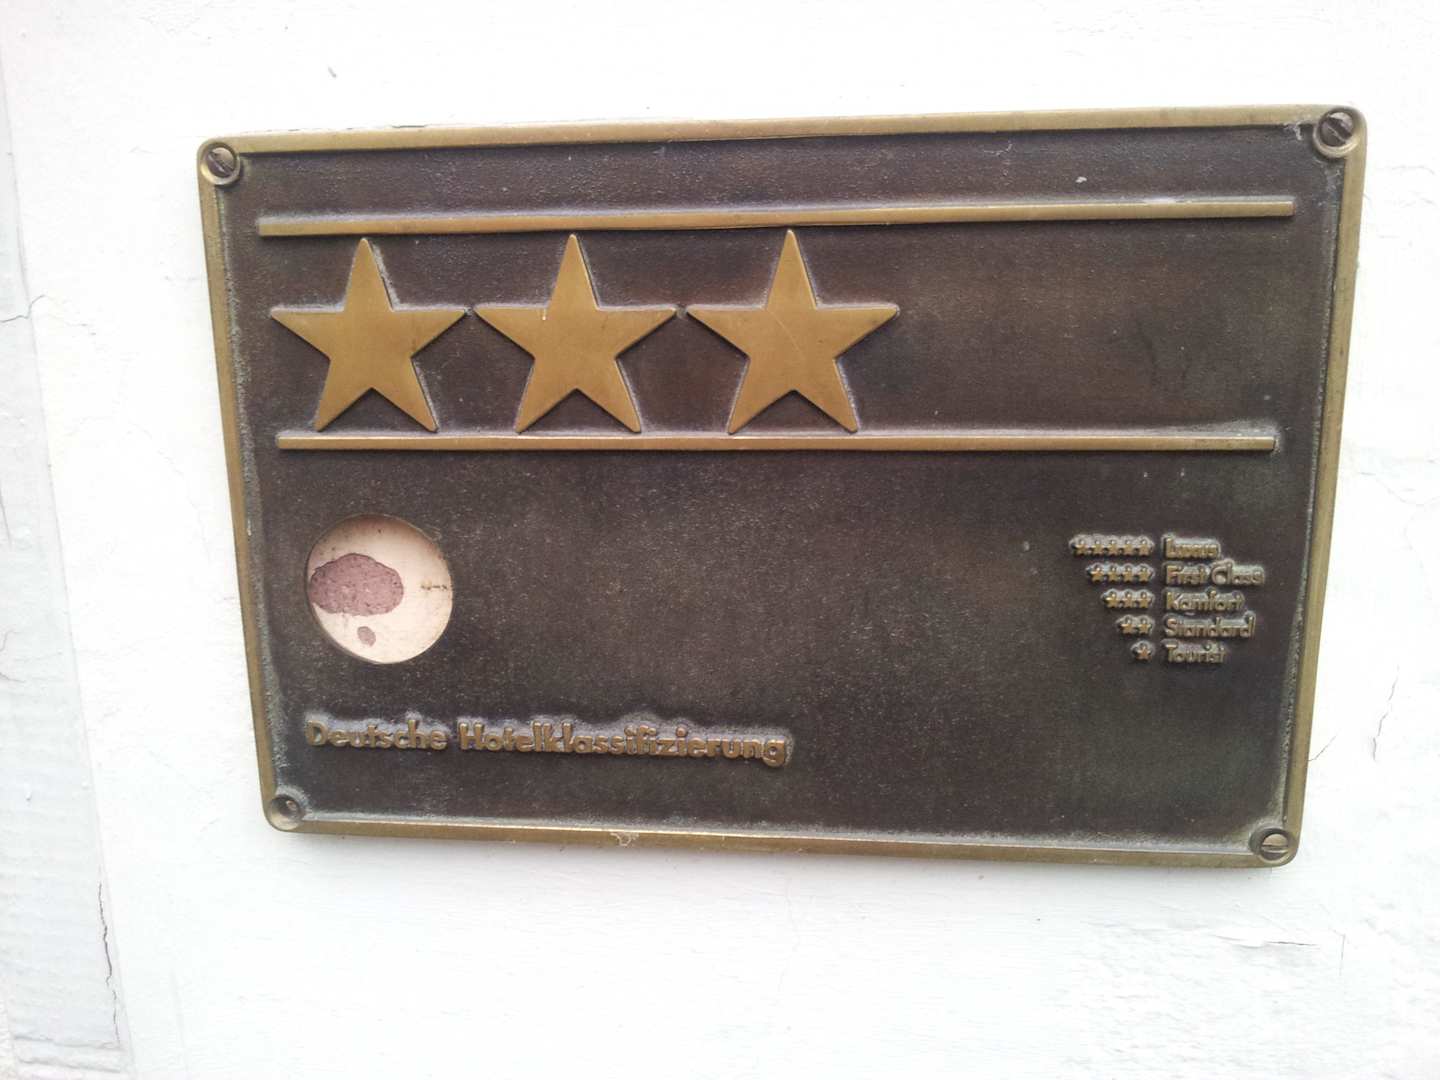 Deutsche Hotelklassifizierung
Luxus
First Class
Komfort
Standard
Tourist